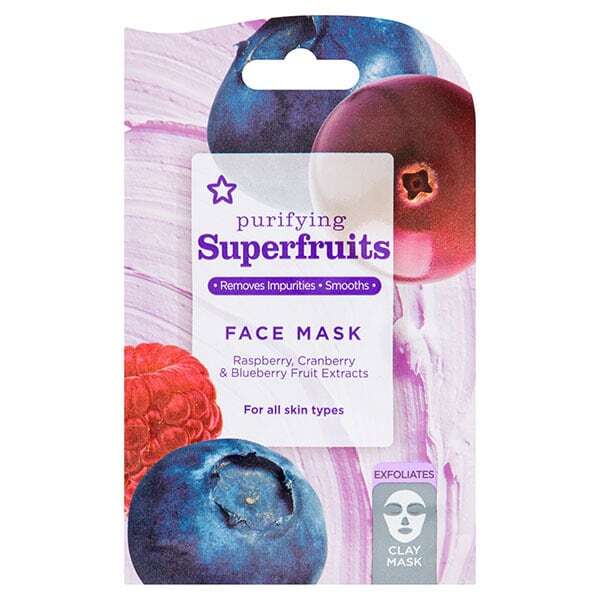 purifying
Superfruits
• Removes Impurities • Smooths •
FACE MASK
Raspberry, Cranberry
& Blueberry Fruit Extracts
For all skin types
EXFOLIATES
CLAY
MASK